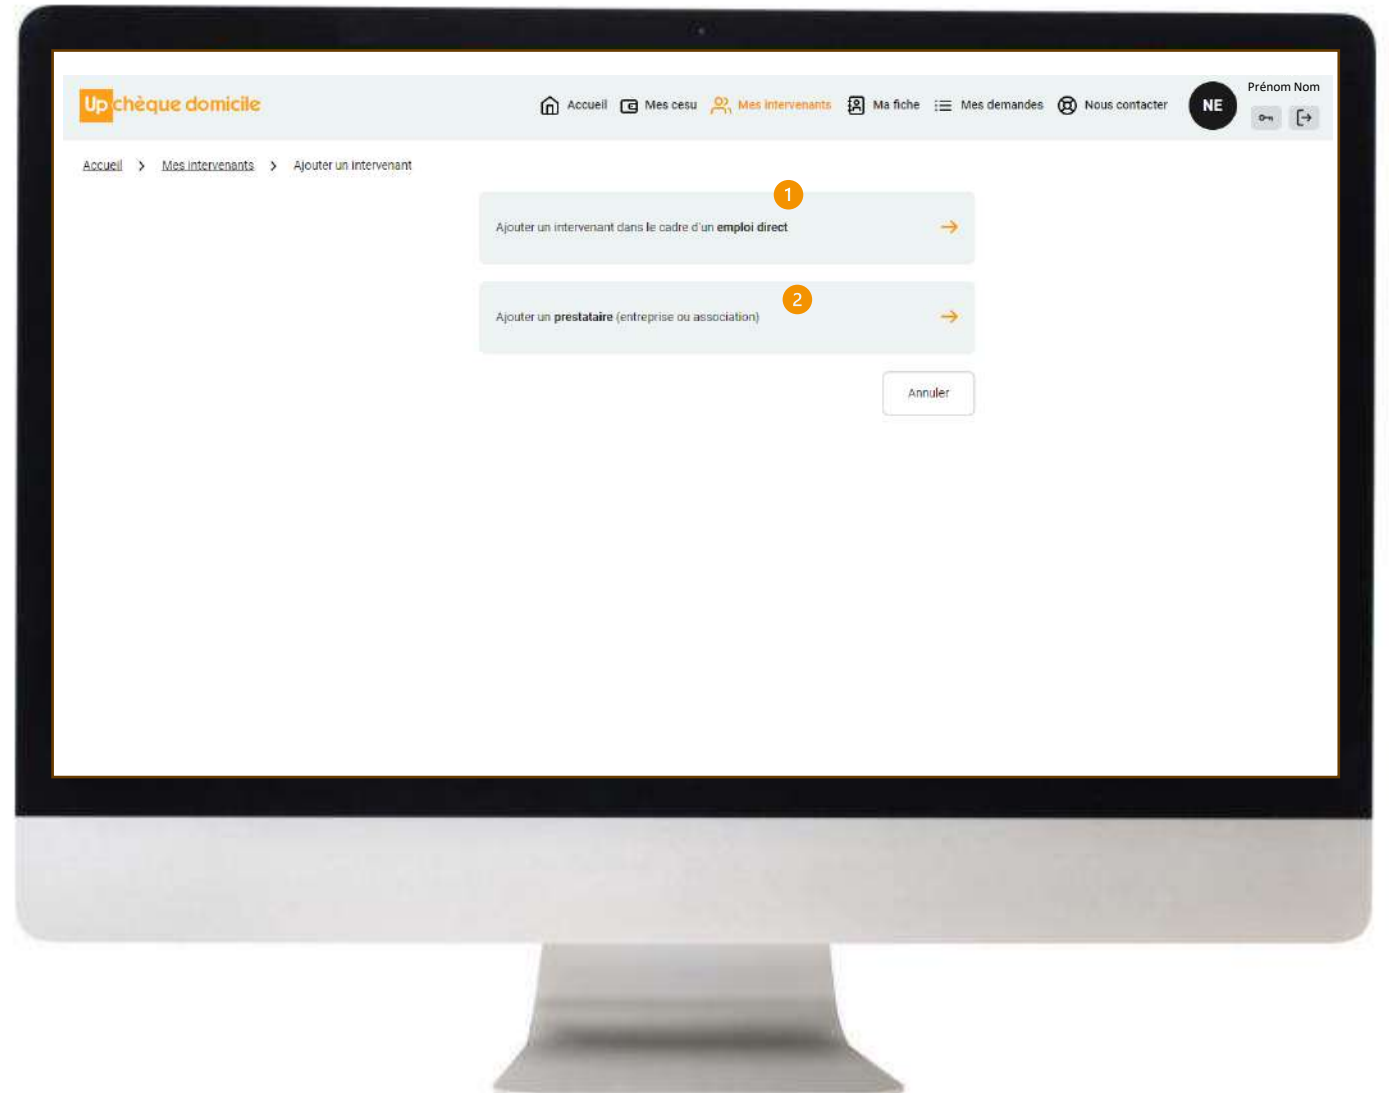 Up chèque domicile
Accueil Mes cesu Mes intervenants Ma fiche Mes demandes Nous contacter NE Prénom Nom
Accueil > Mes intervenants > Ajouter un intervenant
1
Ajouter un intervenant dans le cadre d'un emploi direct
2
Ajouter un prestataire (entreprise ou association)
Annuler